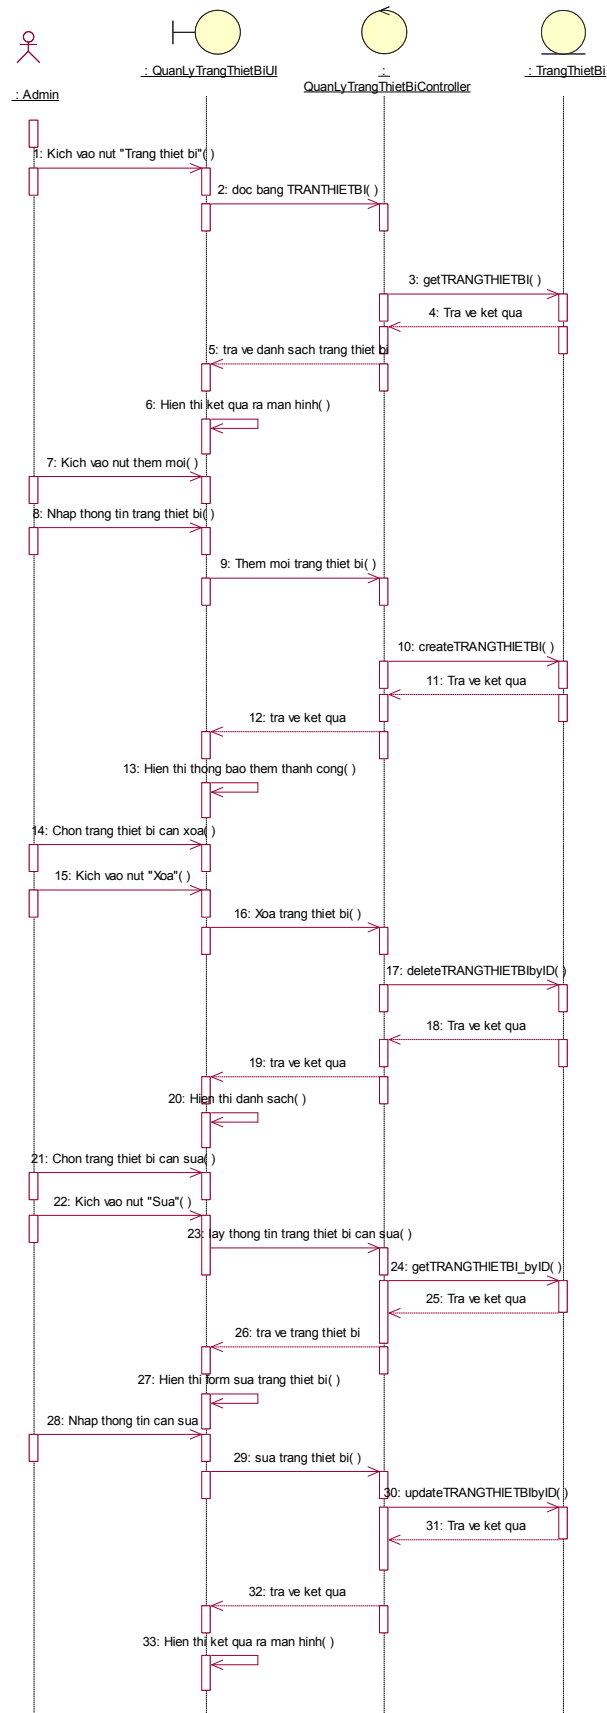 : Admin
: QuanLyTrangThietBiUI
:
QuanLyTrangThietBiController
: TrangThietBi
1: Kich vao nut "Trang thiet bi"( )
2: doc bang TRANTHIETBI( )
3: getTRANGTHIETBI( )
4: Tra ve ket qua
5: tra ve danh sach trang thiet bi
6: Hien thi ket qua ra man hinh( )
7: Kich vao nut them moi( )
8: Nhap thong tin trang thiet bi( )
9: Them moi trang thiet bi( )
10: createTRANGTHIETBI( )
11: Tra ve ket qua
12: tra ve ket qua
13: Hien thi thong bao them thanh cong( )
14: Chon trang thiet bi can xoa( )
15: Kich vao nut "Xoa"( )
16: Xoa trang thiet bi( )
17: deleteTRANGTHIETBIbyID( )
18: Tra ve ket qua
19: tra ve ket qua
20: Hien thi danh sach( )
21: Chon trang thiet bi can sua( )
22: Kich vao nut "Sua"( )
23: lay thong tin trang thiet bi can sua( )
24: getTRANGTHIETBI_byID( )
25: Tra ve ket qua
26: tra ve trang thiet bi
27: Hien thi form sua trang thiet bi( )
28: Nhap thong tin can sua
29: sua trang thiet bi( )
30: updateTRANGTHIETBIbyID( )
31: Tra ve ket qua
32: tra ve ket qua
33: Hien thi ket qua ra man hinh( )